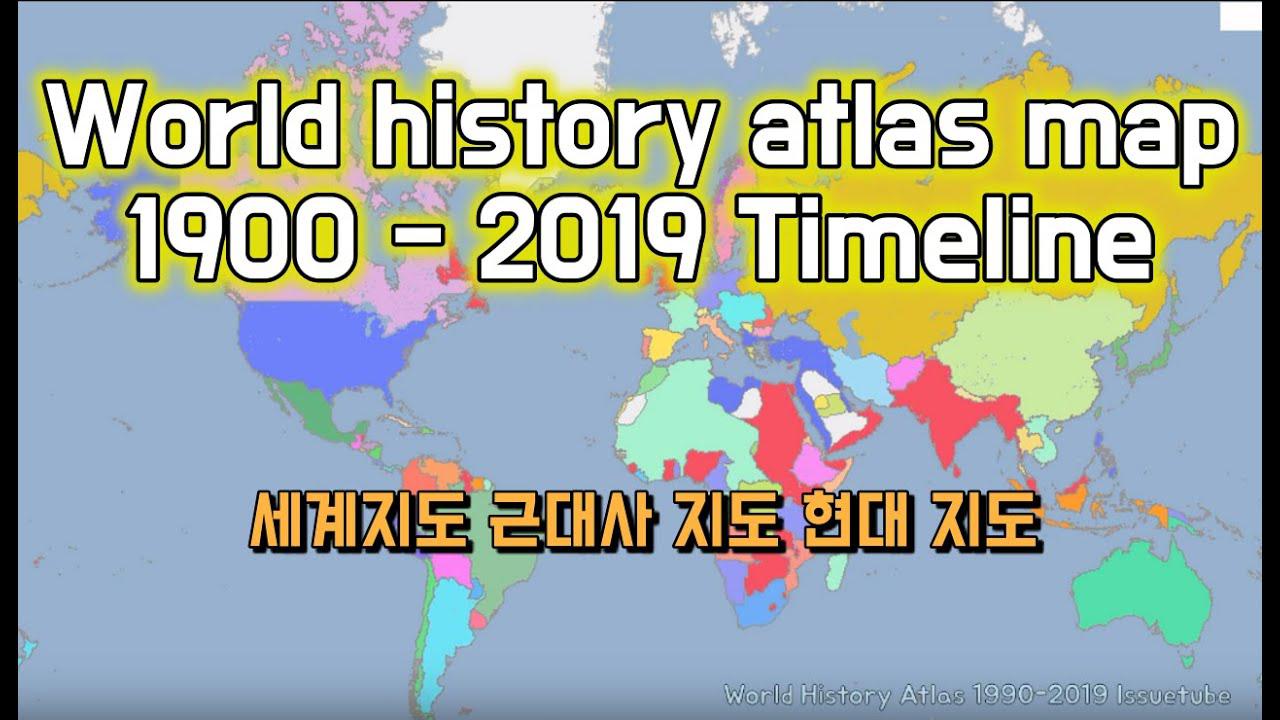 World history atlas map
1900 - 2019 Timeline
세계지도 근대사 지도 현대 지도
World History Atlas 1990-2019 Issuetube